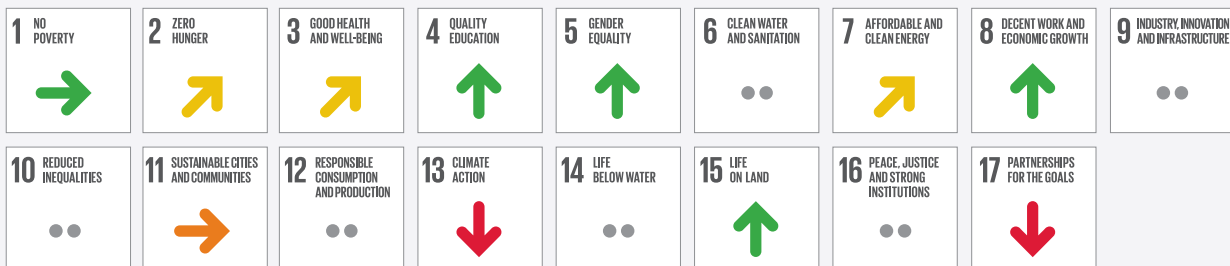 1 NO
POVERTY
2 ZERO
HUNGER
3 GOOD HEALTH
AND WELL-BEING
4 QUALITY
EDUCATION
5 GENDER
EQUALITY
6 CLEAN WATER
AND SANITATION
7 AFFORDABLE AND
CLEAN ENERGY
8 DECENT WORK AND
ECONOMIC GROWTH
9 INDUSTRY, INNOVATION
AND INFRASTRUCTURE
10 REDUCED
INEQUALITIES
11 SUSTAINABLE CITIES
AND COMMUNITIES
12 RESPONSIBLE
CONSUMPTION
AND PRODUCTION
13 CLIMATE
ACTION
14 LIFE
BELOW WATER
15 LIFE
ON LAND
16 PEACE, JUSTICE
AND STRONG
INSTITUTIONS
17 PARTNERSHIPS
FOR THE GOALS